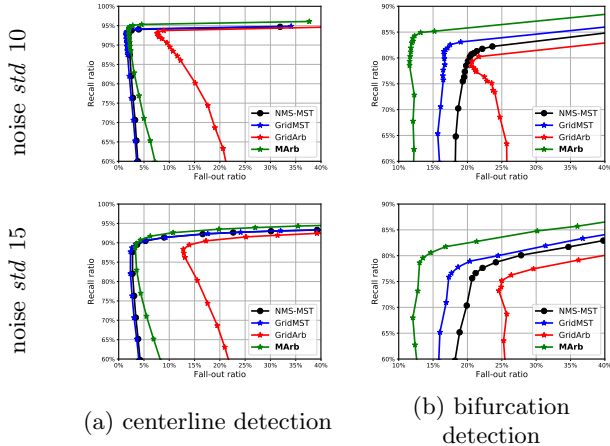 noise std 10
100%
95%
90%
85%
80%
75%
70%
65%
60%
Recall ratio
0%
5%
10%
15%
20%
25%
30%
35%
40%
Fall-out ratio
NMS-MST
GridMST
GridArb
MArb
100%
95%
90%
85%
80%
75%
70%
65%
60%
Recall ratio
10%
15%
20%
25%
30%
35%
40%
Fall-out ratio
NMS-MST
GridMST
GridArb
MArb
noise std 15
100%
95%
90%
85%
80%
75%
70%
65%
60%
Recall ratio
0%
5%
10%
15%
20%
25%
30%
35%
40%
Fall-out ratio
NMS-MST
GridMST
GridArb
MArb
90%
85%
80%
75%
70%
65%
60%
Recall ratio
10%
15%
20%
25%
30%
35%
40%
Fall-out ratio
NMS-MST
GridMST
GridArb
MArb
(a) centerline detection
(b) bifurcation
detection